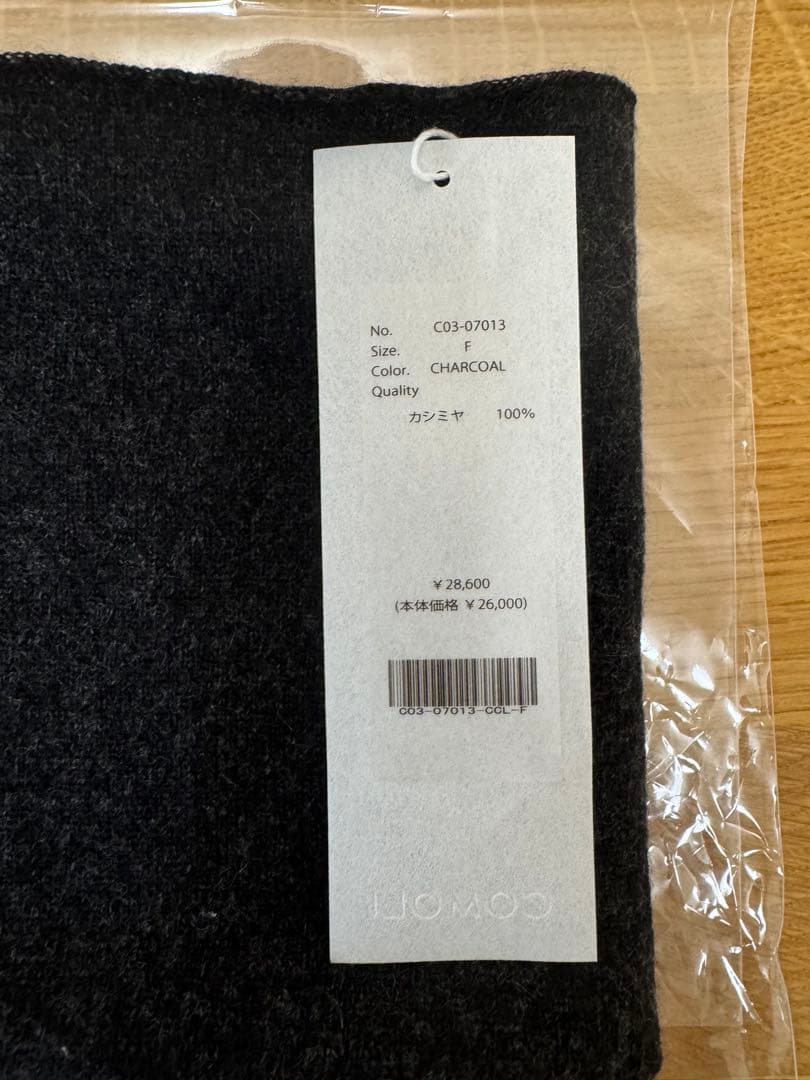 No. C03-07013
Size. F
Color. CHARCOAL
Quality
カシミヤ 100%
￥28,600
(本体価格 ￥26,000)
C03-07013-CCL-F
COMOLI